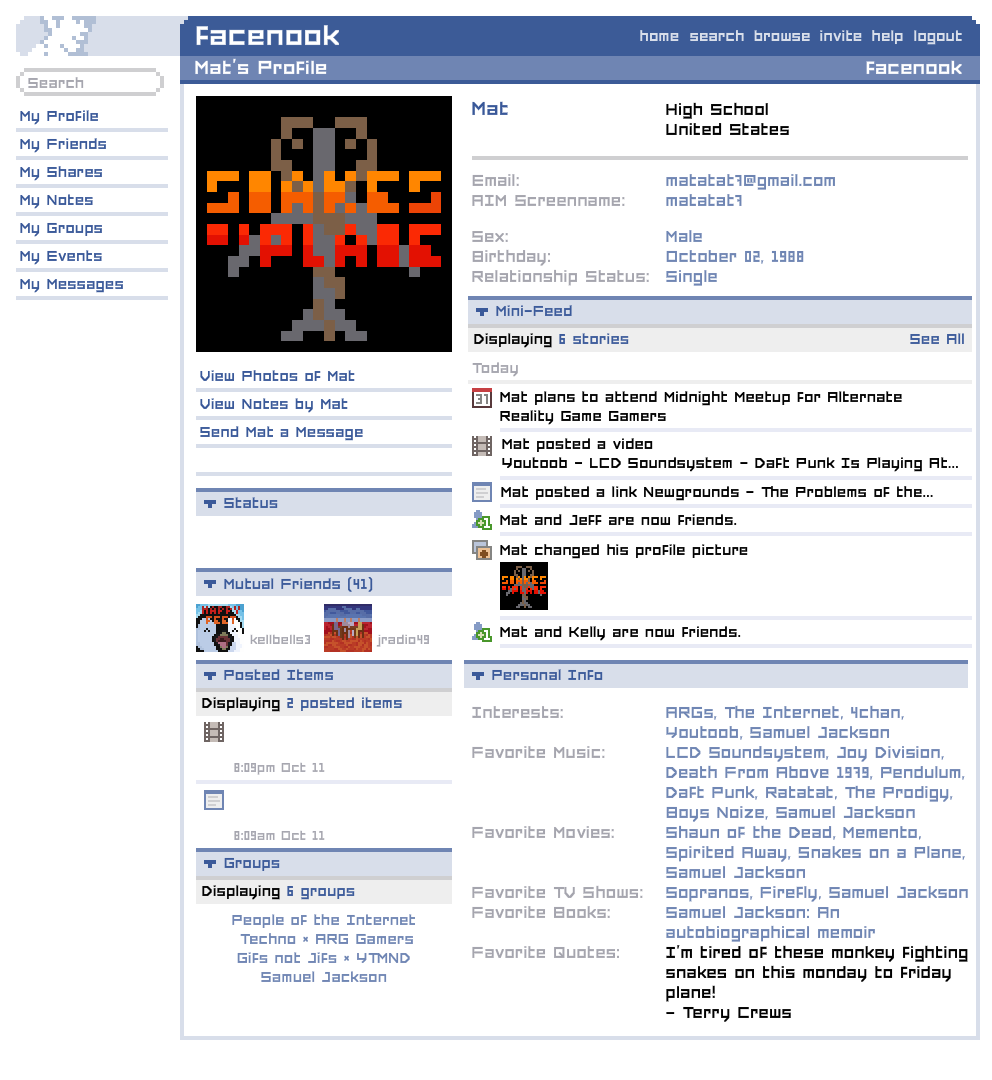 Facenook
home search browse invite help logout
Mat's Profile
Facenook
Search
My Profile
My Friends
My Shares
My Notes
My Groups
My Events
My Messages
SNAKES
ON A PLANE
View Photos of Mat
View Notes by Mat
Send Mat a Message
Status
Mutual Friends (41)
HAPPY
FEET
kellbells3
jradio49
Posted Items
Displaying 2 posted items
8:09pm Oct 11
8:09am Oct 11
Groups
Displaying 6 groups
People of the Internet
Techno × ARG Gamers
Gifs not Jifs × YTMND
Samuel Jackson
Mat
High School
United States
Email: matatat7@gmail.com
AIM Screenname: matatat7
Sex: Male
Birthday: October 02, 1988
Relationship Status: Single
Mini-Feed
Displaying 6 stories
See All
Today
31
Mat plans to attend Midnight Meetup For Alternate
Reality Game Gamers
Mat posted a video
Youtoob - LCD Soundsystem - Daft Punk Is Playing At...
Mat posted a link Newgrounds - The Problems of the...
+1
Mat and Jeff are now friends.
Mat changed his profile picture
SNAKES
ON A PLANE
+1
Mat and Kelly are now friends.
Personal Info
Interests: ARGs, The Internet, 4chan,
Youtoob, Samuel Jackson
Favorite Music: LCD Soundsystem, Joy Division,
Death From Above 1979, Pendulum,
Daft Punk, Ratatat, The Prodigy,
Boys Noize, Samuel Jackson
Favorite Movies: Shaun of the Dead, Memento,
Spirited Away, Snakes on a Plane,
Samuel Jackson
Favorite TV Shows: Sopranos, Firefly, Samuel Jackson
Favorite Books: Samuel Jackson: An
autobiographical memoir
Favorite Quotes: I'm tired of these monkey fighting
snakes on this monday to friday
plane!
- Terry Crews